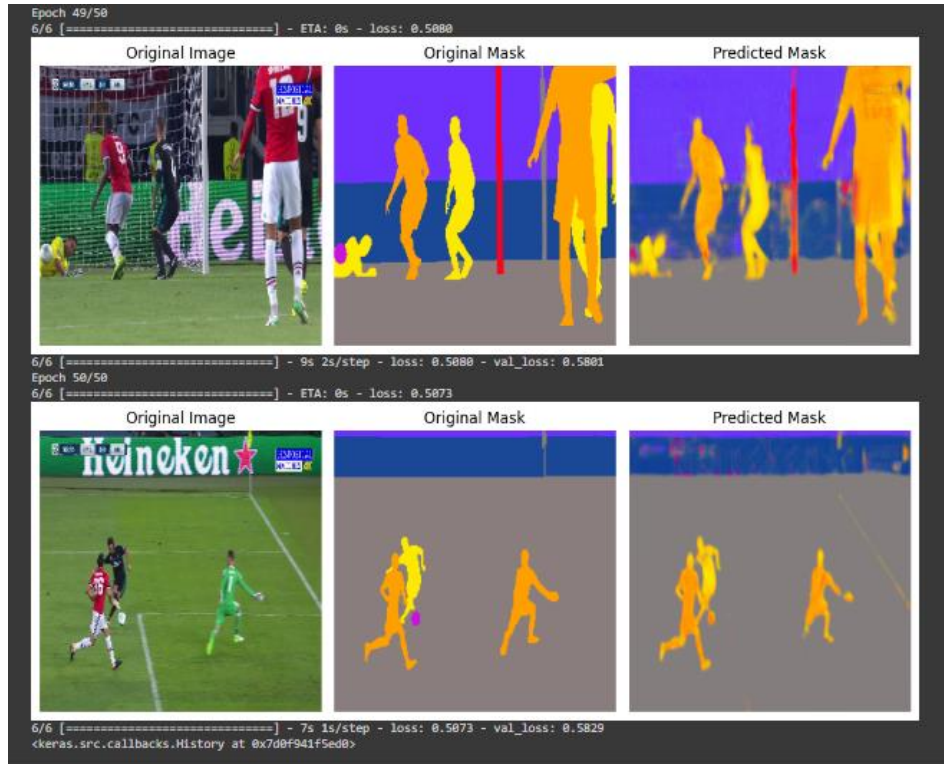 Epoch 49/50
6/6 [==============================] - ETA: 0s - loss: 0.5080
Original Image
Original Mask
Predicted Mask
9
dei
6/6 [==============================] - 9s 2s/step - loss: 0.5080 - val_loss: 0.5801
Epoch 50/50
6/6 [==============================] - ETA: 0s - loss: 0.5073
Original Image
Original Mask
Predicted Mask
Heineken
6/6 [==============================] - 7s 1s/step - loss: 0.5073 - val_loss: 0.5829
<keras.src.callbacks.History at 0x7d0f941f5ed0>